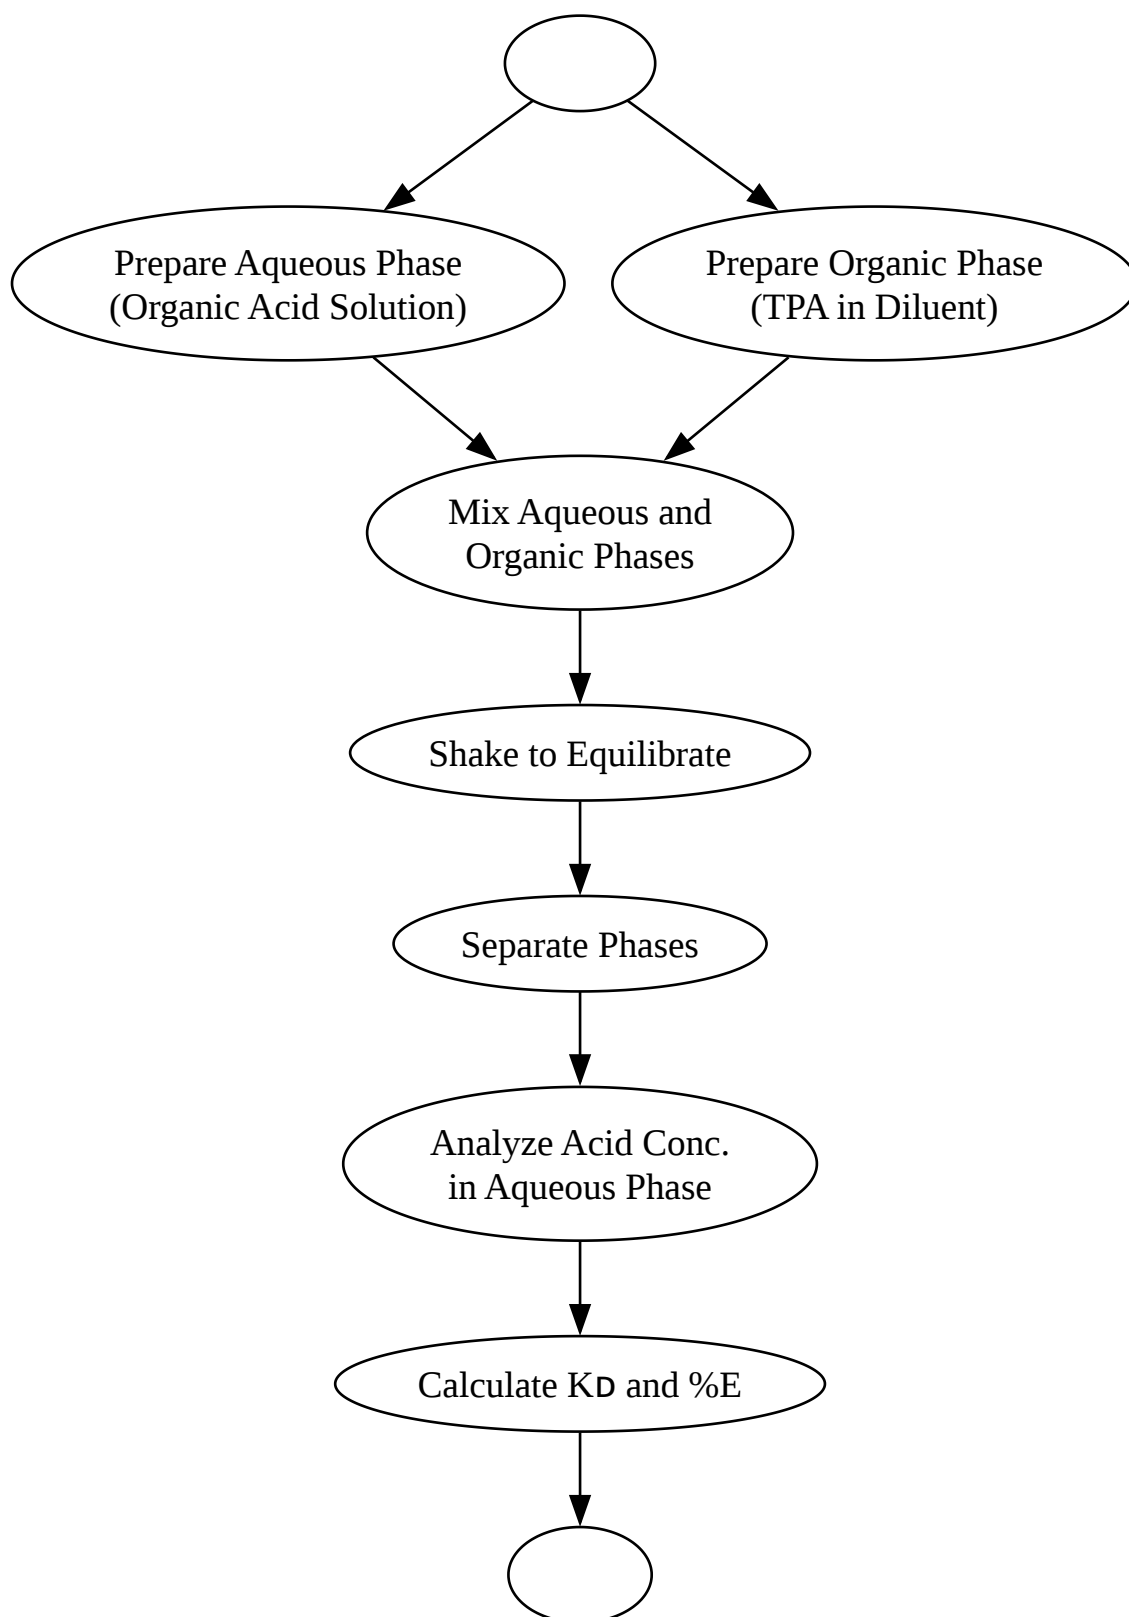 Prepare Aqueous Phase
(Organic Acid Solution)
Prepare Organic Phase
(TPA in Diluent)
Mix Aqueous and
Organic Phases
Shake to Equilibrate
Separate Phases
Analyze Acid Conc.
in Aqueous Phase
Calculate Kᴅ and %E